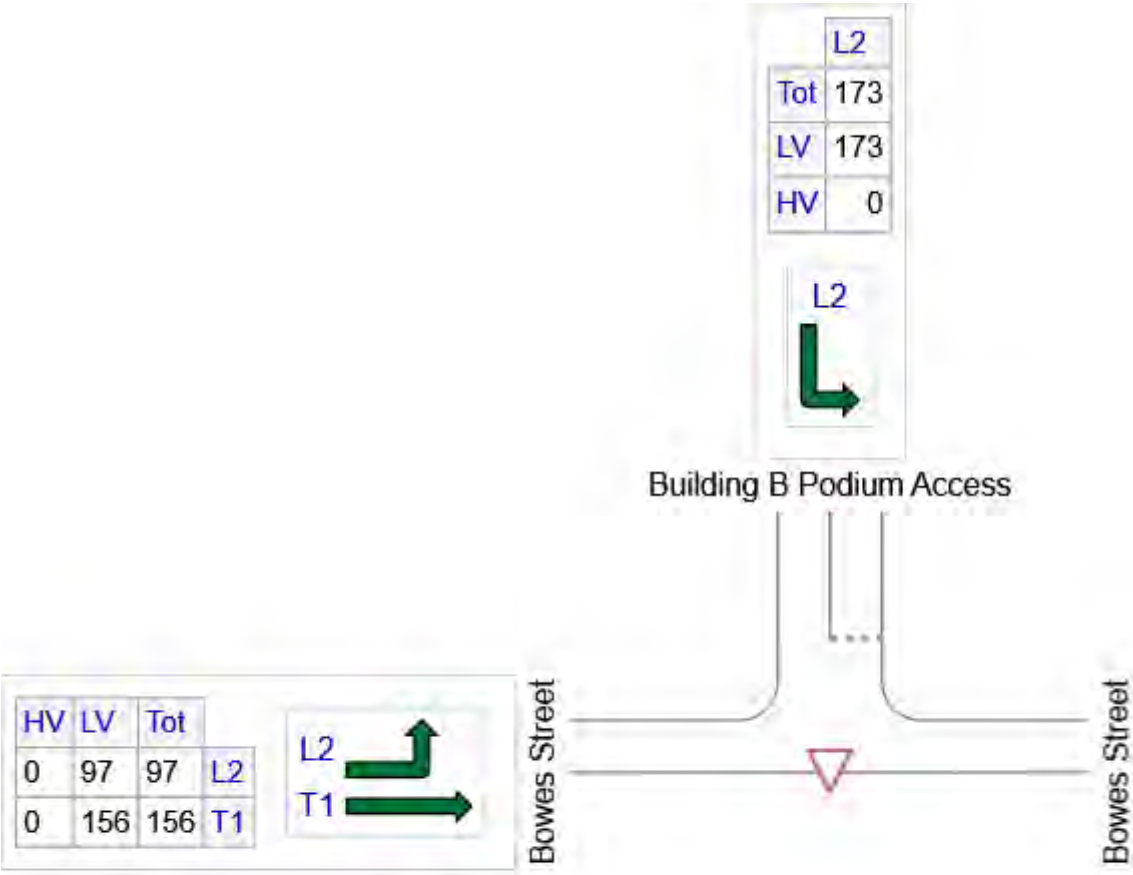 L2
Tot 173
LV 173
HV 0
L2
Building B Podium Access
HV LV Tot
0 97 97 L2
0 156 156 T1
L2
T1
Bowes Street
Bowes Street